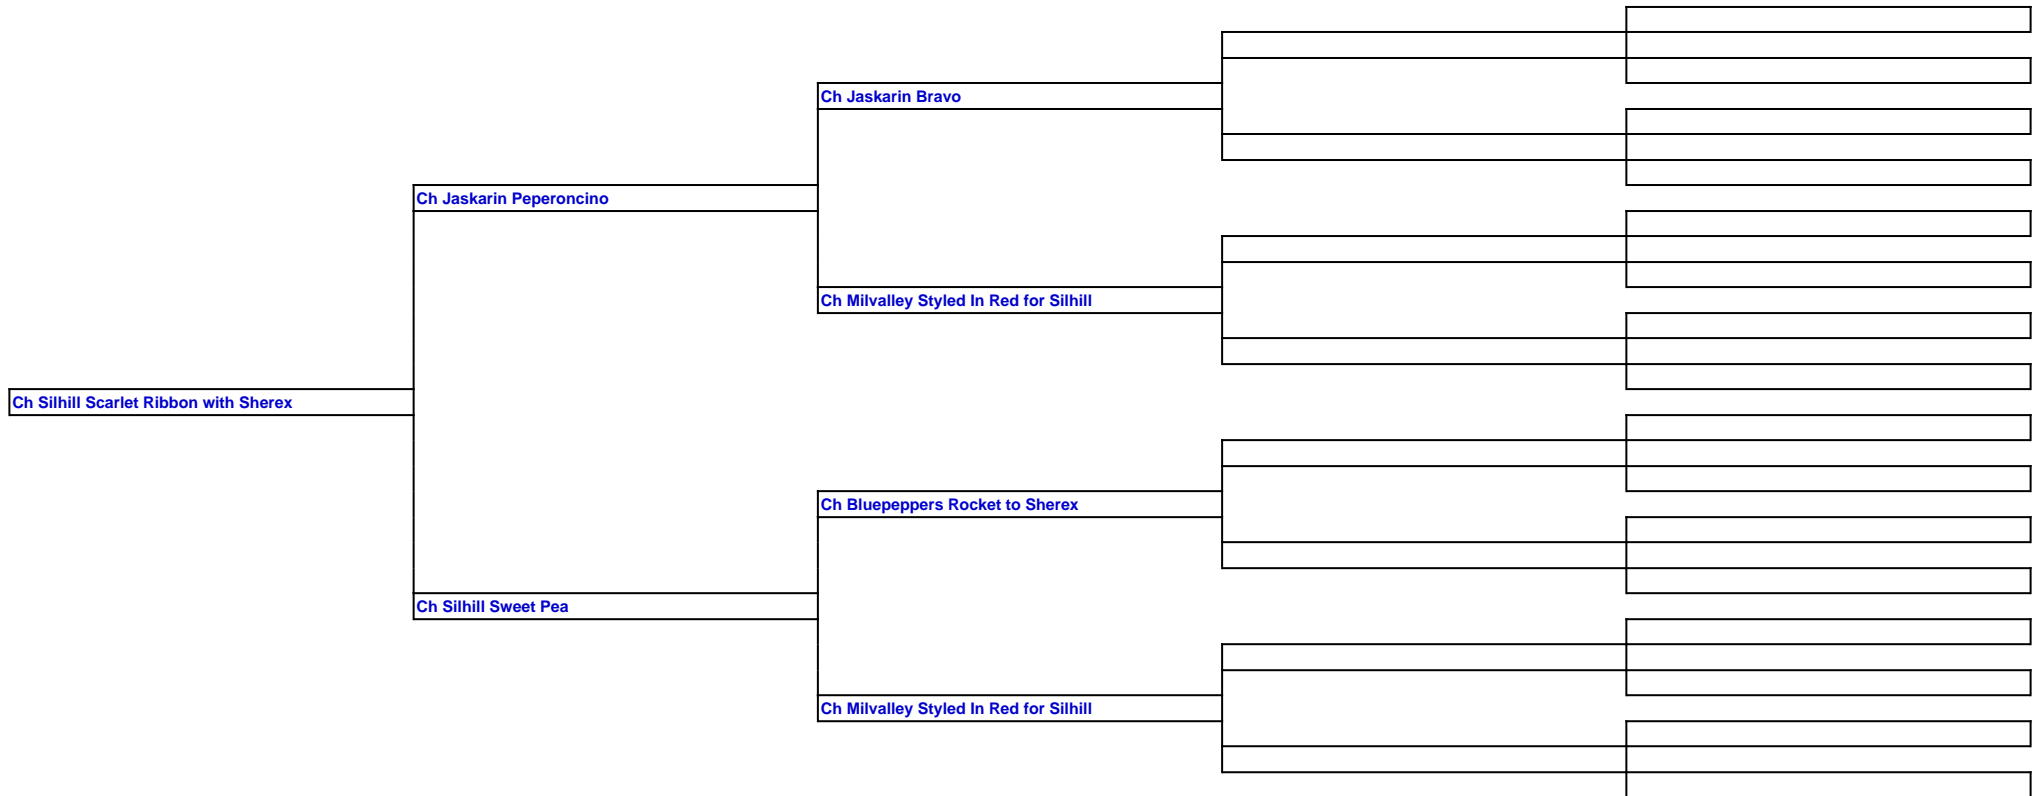 Ch Jaskarin Bravo
Ch Jaskarin Peperoncino
Ch Milvalley Styled In Red for Silhill
Ch Silhill Scarlet Ribbon with Sherex
Ch Bluepeppers Rocket to Sherex
Ch Silhill Sweet Pea
Ch Milvalley Styled In Red for Silhill